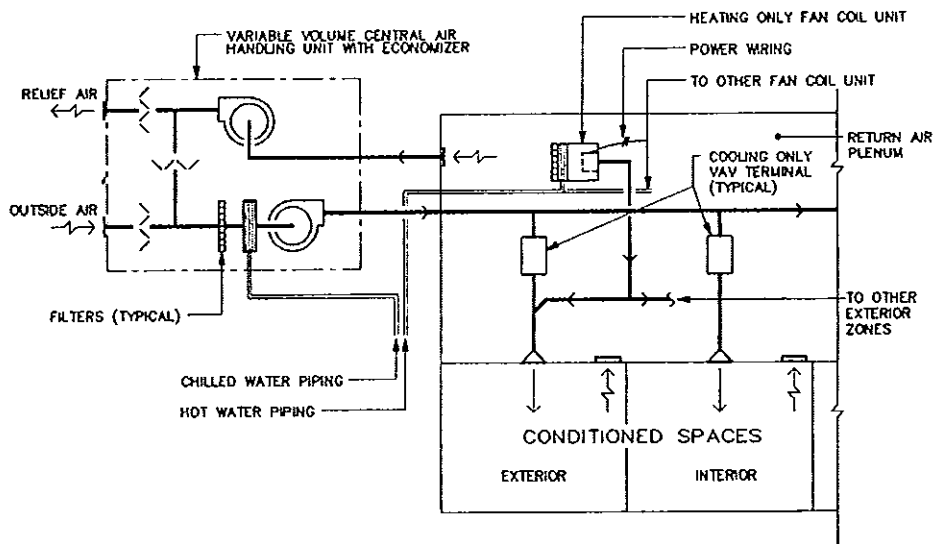 VARIABLE VOLUME CENTRAL AIR
HANDLING UNIT WITH ECONOMIZER
HEATING ONLY FAN COIL UNIT
POWER WIRING
TO OTHER FAN COIL UNIT
RELIEF AIR
RETURN AIR
PLENUM
COOLING ONLY
VAV TERMINAL
(TYPICAL)
OUTSIDE AIR
FILTERS (TYPICAL)
TO OTHER
EXTERIOR
ZONES
CHILLED WATER PIPING
HOT WATER PIPING
CONDITIONED SPACES
EXTERIOR
INTERIOR